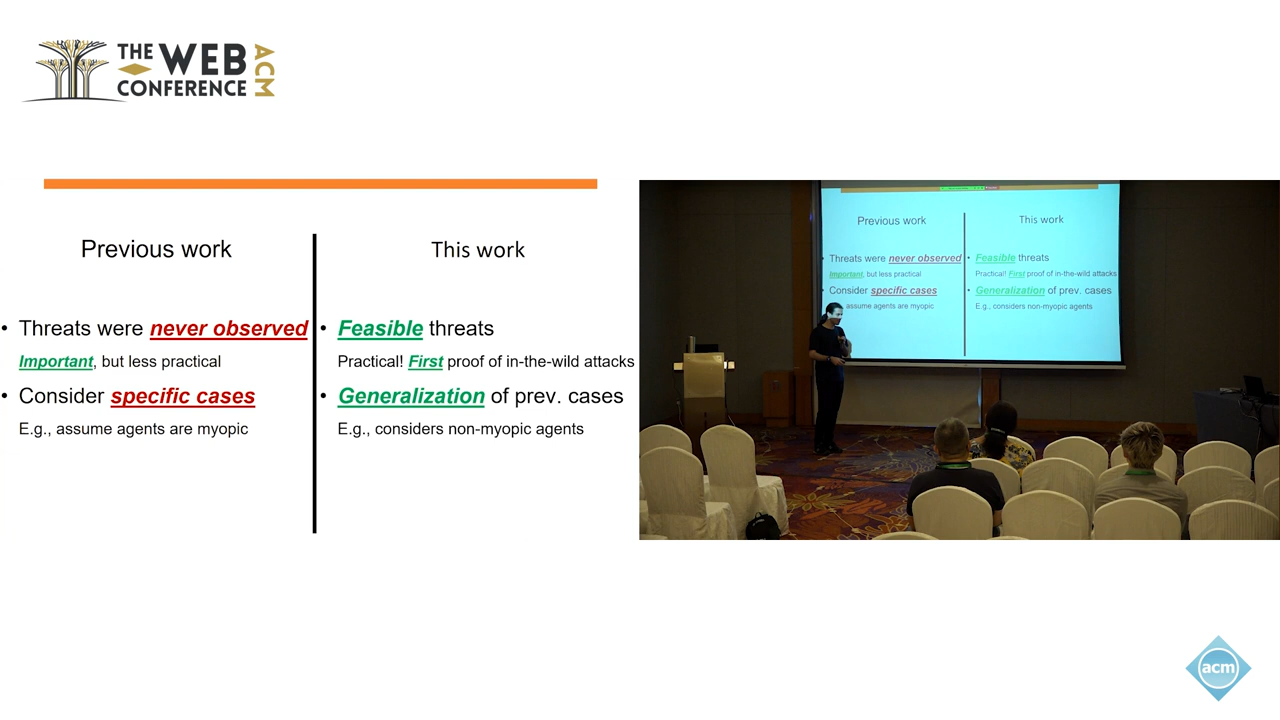 THE WEB
CONFERENCE
ACM
Previous work
• Threats were never observed
Important, but less practical
• Consider specific cases
E.g., assume agents are myopic
This work
• Feasible threats
Practical! First proof of in-the-wild attacks
• Generalization of prev. cases
E.g., considers non-myopic agents
Previous work
• Threats were never observed
Important, but less practical
• Consider specific cases
assume agents are myopic
This work
• Feasible threats
Practical! First proof of in-the-wild attacks
• Generalization of prev. cases
E.g., considers non-myopic agents
acm